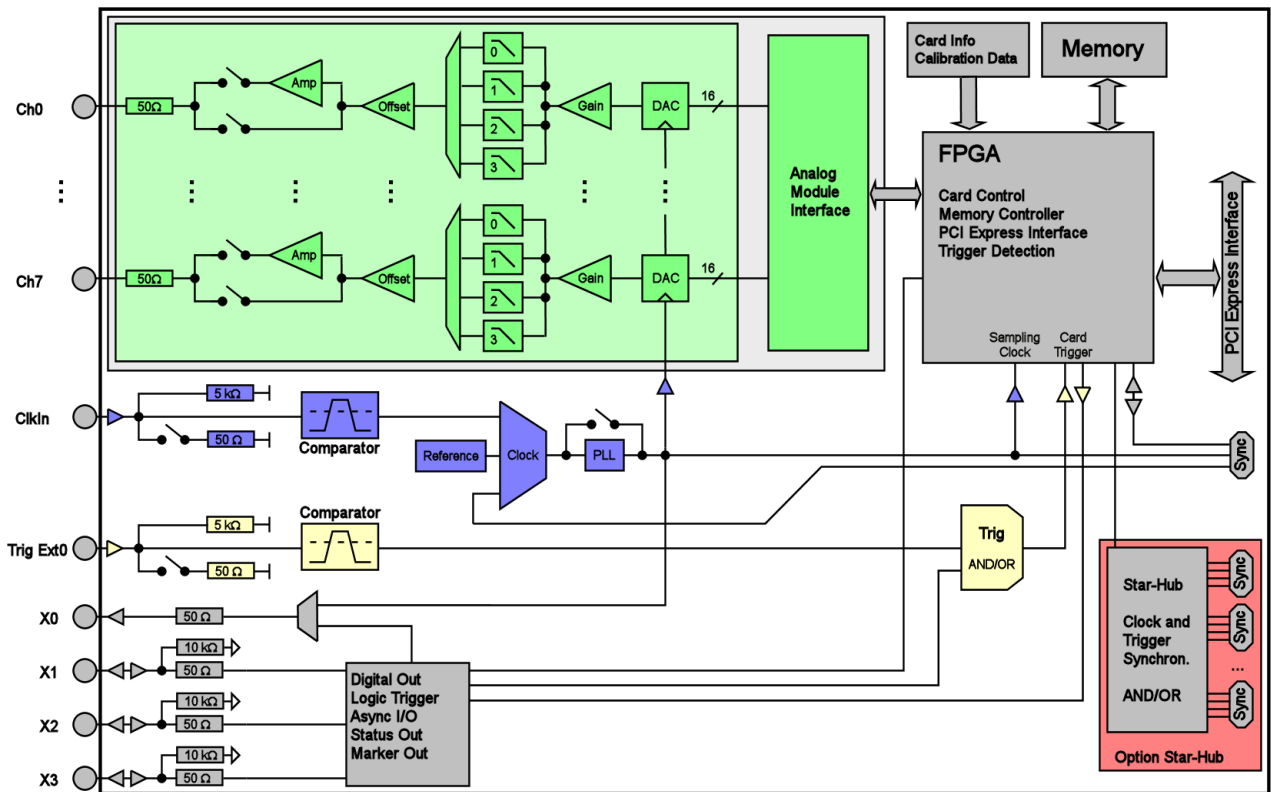 Card Info
Calibration Data
Memory
Ch0
50Ω
Amp
Offset
0
1
2
3
Gain
DAC
16
Analog
Module
Interface
FPGA
Card Control
Memory Controller
PCI Express Interface
Trigger Detection
Sampling
Clock
Card
Trigger
PCI Express Interface
Ch7
50Ω
Amp
Offset
0
1
2
3
Gain
DAC
16
ClkIn
5 kΩ
50 Ω
Comparator
Reference
Clock
PLL
Sync
Trig Ext0
5 kΩ
50 Ω
Comparator
Trig
AND/OR
X0
50 Ω
X1
10 kΩ
50 Ω
X2
10 kΩ
50 Ω
X3
10 kΩ
50 Ω
Digital Out
Logic Trigger
Async I/O
Status Out
Marker Out
Star-Hub
Clock and
Trigger
Synchron.
AND/OR
Sync
Sync
...
Sync
Option Star-Hub